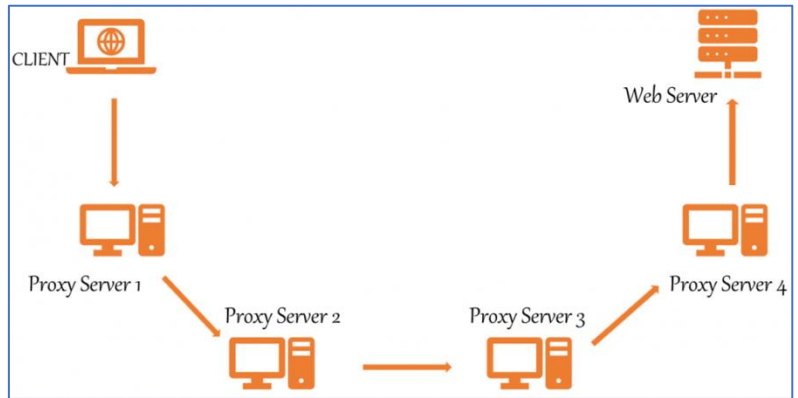 CLIENT
Web Server
Proxy Server 1
Proxy Server 2
Proxy Server 3
Proxy Server 4